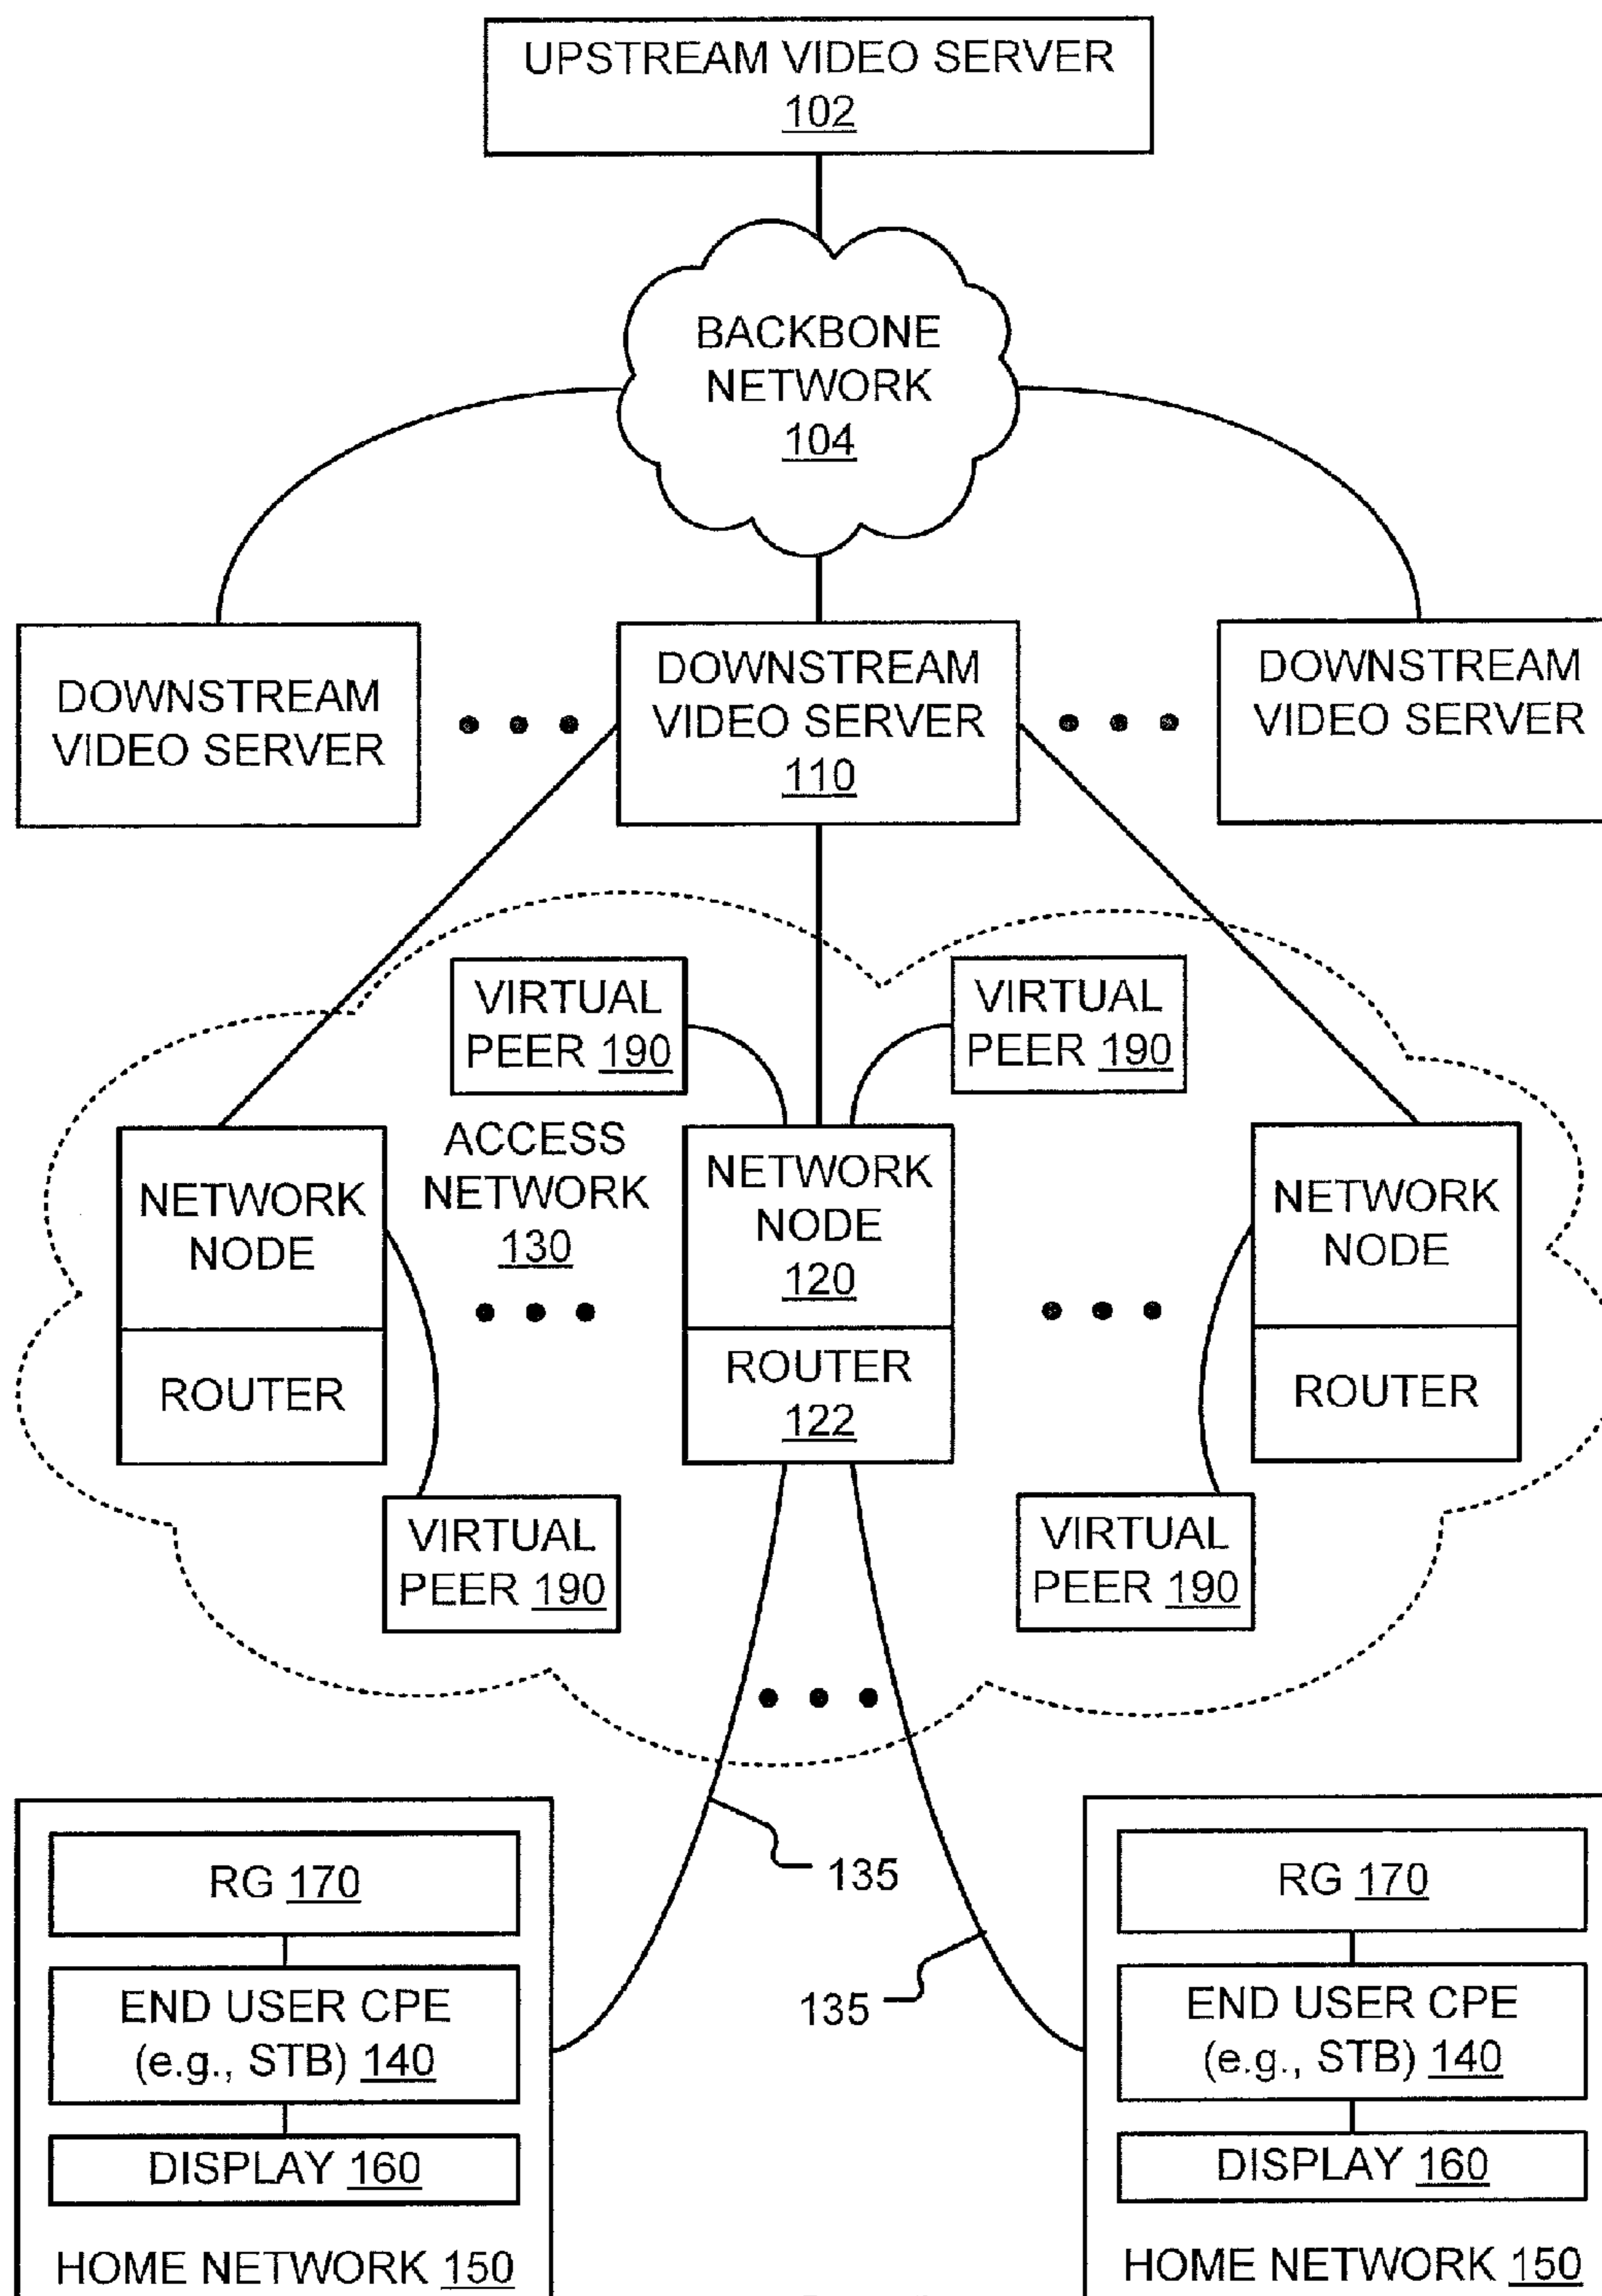 UPSTREAM VIDEO SERVER
102
BACKBONE
NETWORK
104
DOWNSTREAM
VIDEO SERVER
DOWNSTREAM
VIDEO SERVER
110
DOWNSTREAM
VIDEO SERVER
VIRTUAL
PEER 190
VIRTUAL
PEER 190
NETWORK
NODE
ROUTER
ACCESS
NETWORK
130
NETWORK
NODE
120
ROUTER
122
NETWORK
NODE
ROUTER
VIRTUAL
PEER 190
VIRTUAL
PEER 190
135
135
RG 170
END USER CPE
(e.g., STB) 140
DISPLAY 160
HOME NETWORK 150
RG 170
END USER CPE
(e.g., STB) 140
DISPLAY 160
HOME NETWORK 150